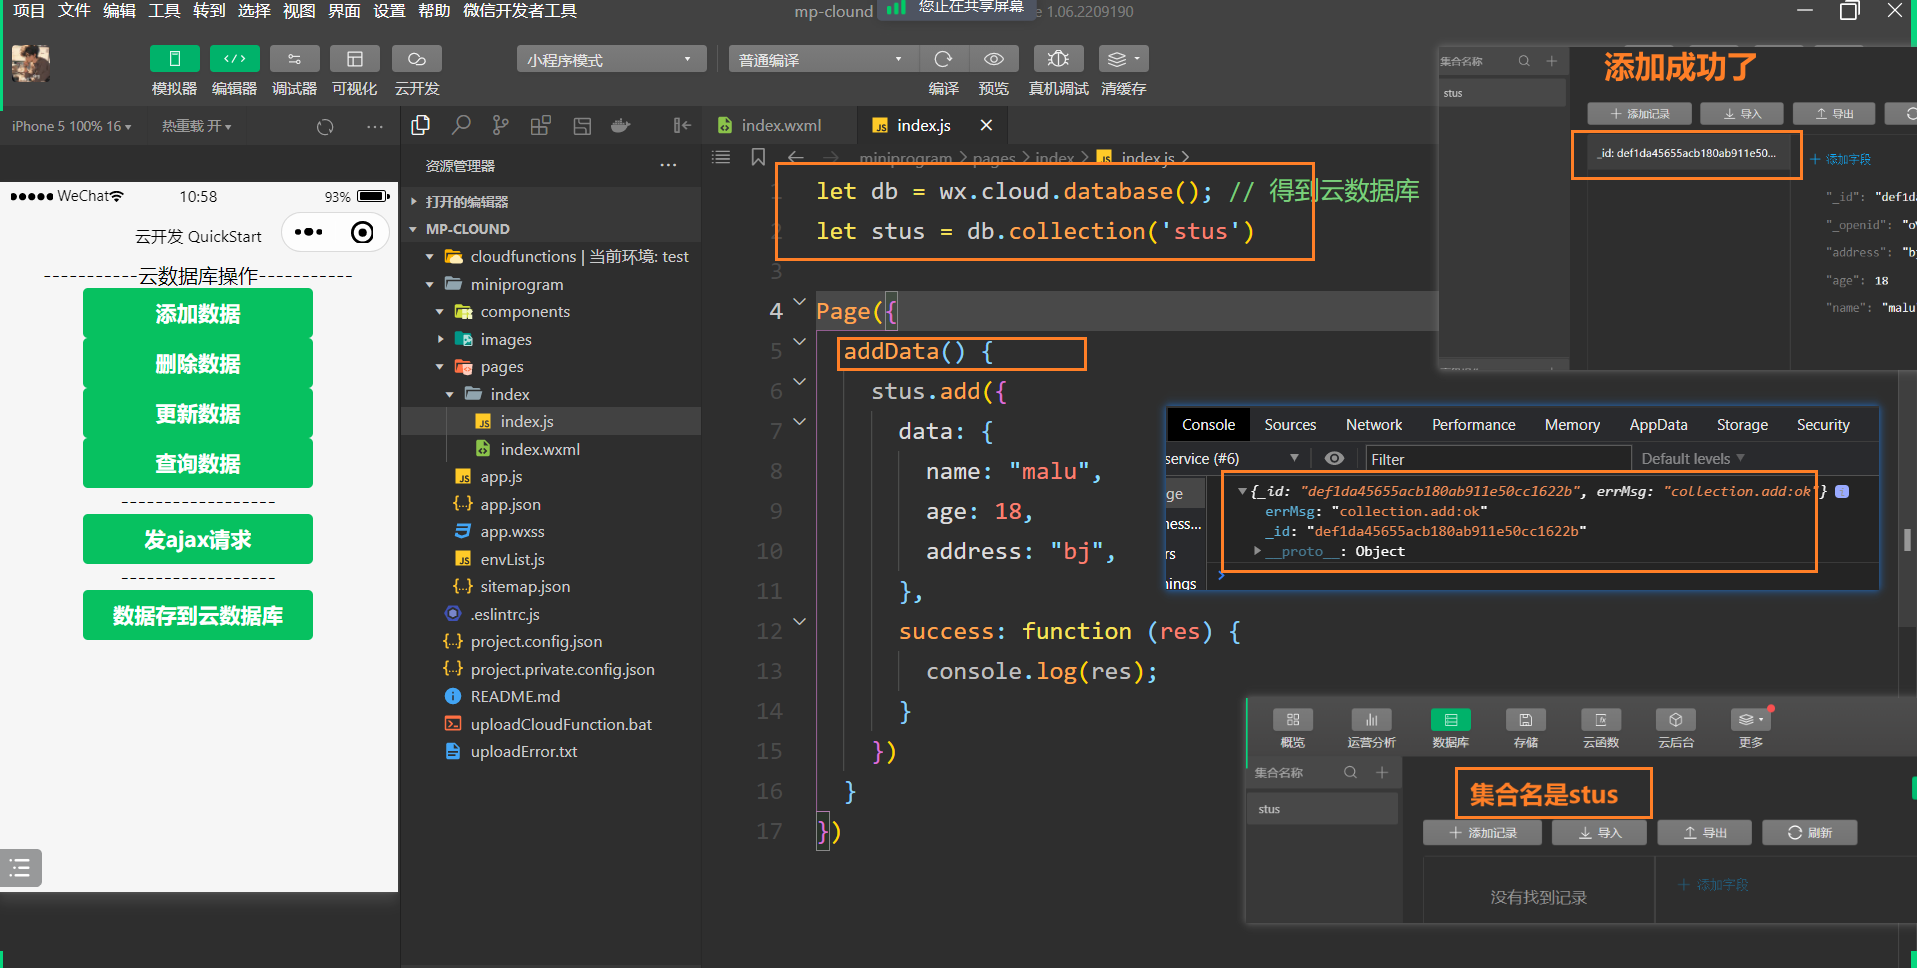 项目 文件 编辑 工具 转到 选择 视图 界面 设置 帮助 微信开发者工具
mp-clound
您正在共享屏幕
1.06.2209190
模拟器 编辑器 调试器 可视化 云开发
小程序模式
普通编译
编译 预览 真机调试 清缓存
iPhone 5 100% 16
热重载 开
WeChat
10:58
93%
云开发 QuickStart
-----------云数据库操作-----------
添加数据
删除数据
更新数据
查询数据
------------------
发ajax请求
------------------
数据存到云数据库
资源管理器
打开的编辑器
MP-CLOUND
cloudfunctions | 当前环境: test
miniprogram
components
images
pages
index
index.js
index.wxml
app.js
app.json
app.wxss
envList.js
sitemap.json
.eslintrc.js
project.config.json
project.private.config.json
README.md
uploadCloudFunction.bat
uploadError.txt
index.wxml
index.js
miniprogram > pages > index > index.js >
1 let db = wx.cloud.database(); // 得到云数据库
2 let stus = db.collection('stus')
3
4 Page({
5 addData() {
6 stus.add({
7 data: {
8 name: "malu",
9 age: 18,
10 address: "bj",
11 },
12 success: function (res) {
13 console.log(res);
14 }
15 })
16 }
17 })
集合名称
stus
添加成功了
添加记录 导入 导出
_id: def1da45655acb180ab911e50...
添加字段
"_id": "def1da
"_openid": "o
"address": "b
"age": 18
"name": "malu
Console Sources Network Performance Memory AppData Storage Security
service (#6)
Filter
Default levels
{_id: "def1da45655acb180ab911e50cc1622b", errMsg: "collection.add:ok"}
errMsg: "collection.add:ok"
_id: "def1da45655acb180ab911e50cc1622b"
__proto__: Object
概览 运营分析 数据库 存储 云函数 云后台 更多
集合名称
stus
集合名是stus
添加记录 导入 导出 刷新
没有找到记录
添加字段